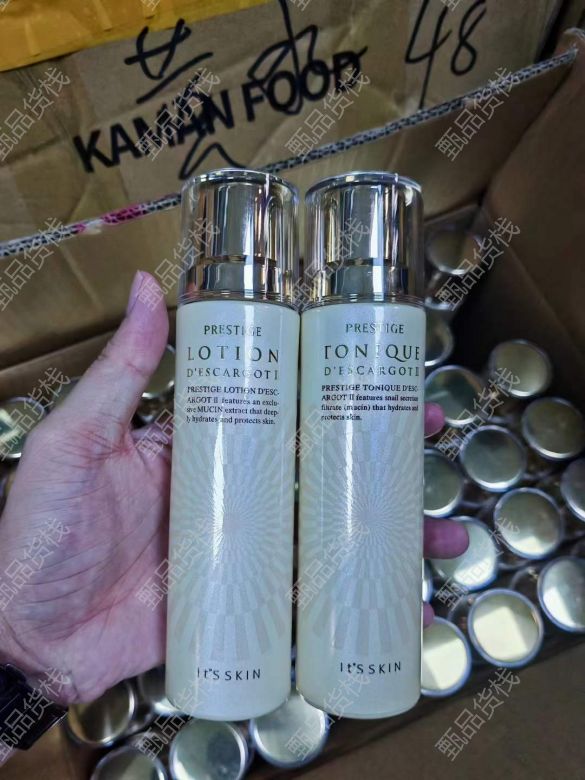 48
KAMAN FOOD
PRESTIGE
LOTION
D'ESCARGOT II
PRESTIGE LOTION D'ESC-
ARGOT II features an exclu-
sive MUCIN extract that deep-
ly hydrates and protects skin.
It'S SKIN
PRESTIGE
TONIQUE
D'ESCARGOT II
PRESTIGE TONIQUE D'ESC-
ARGOT II features snail secretion
filtrate (mucin) that hydrates and
protects skin.
It'S SKIN
甄品货栈